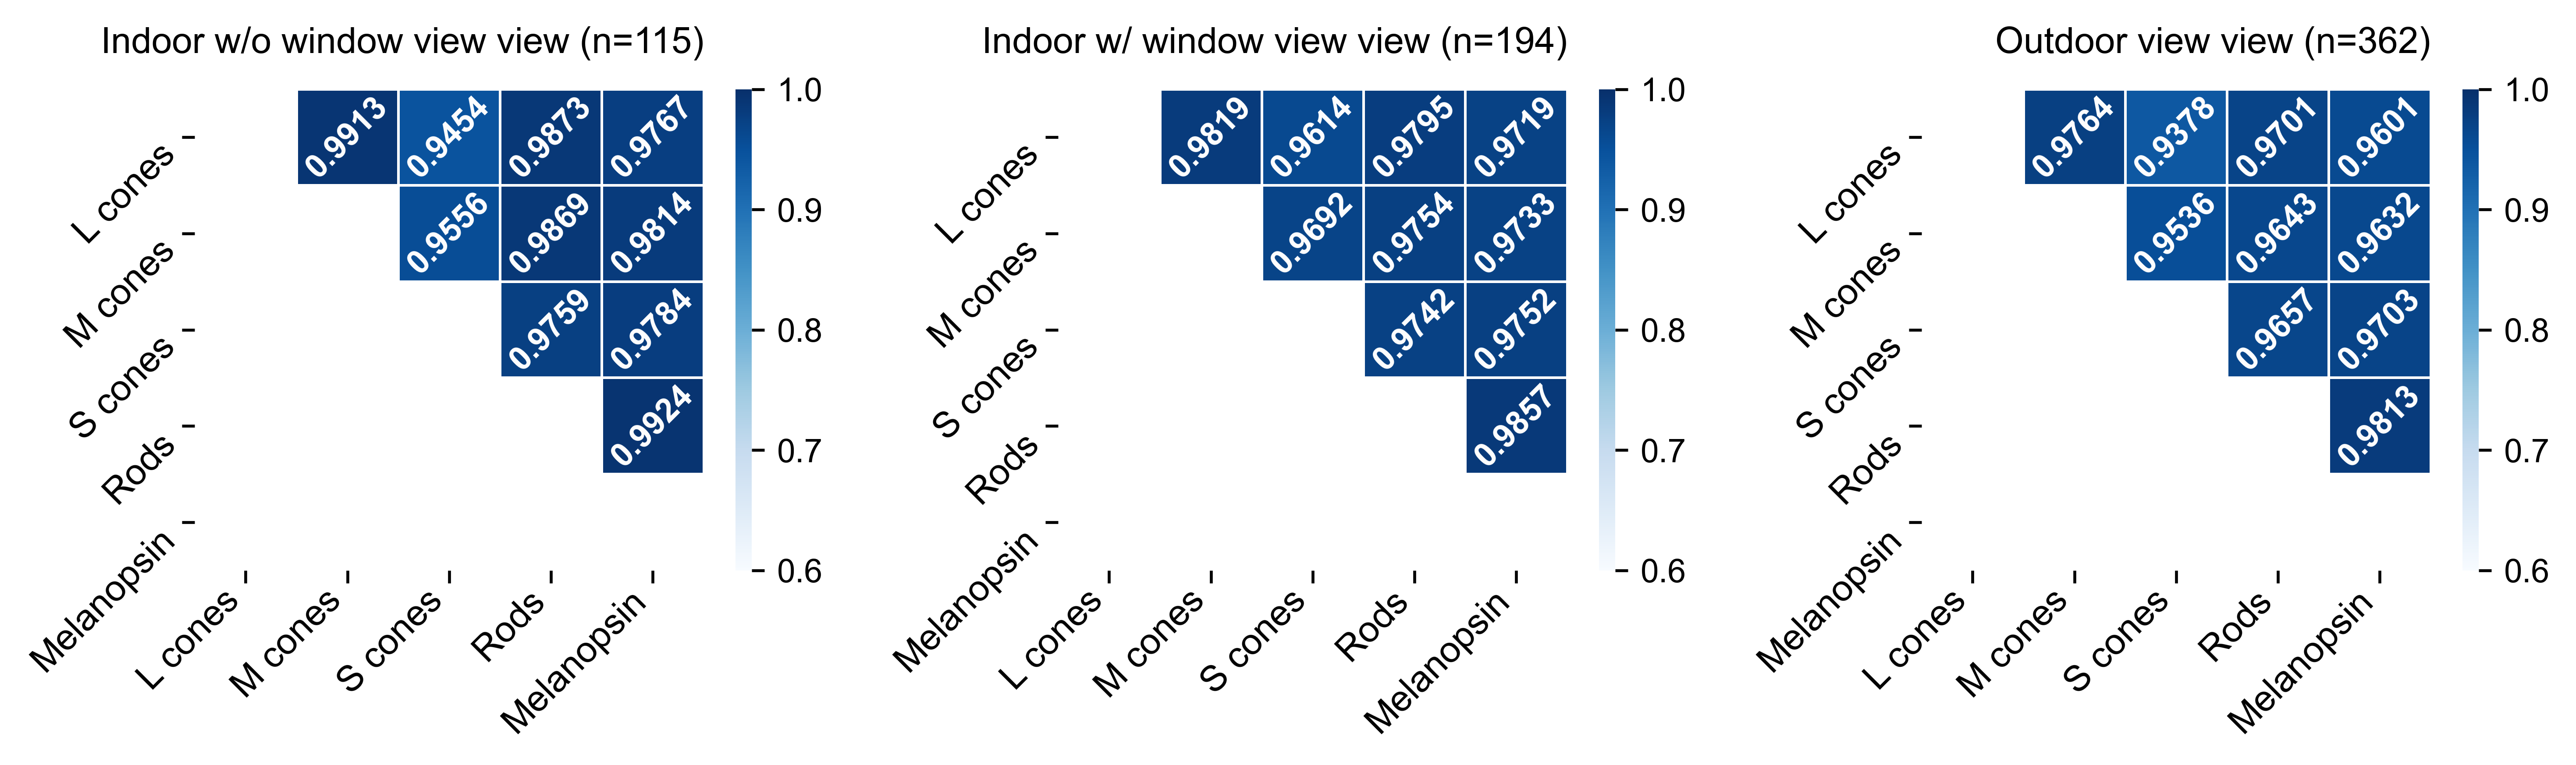 Indoor w/o window view view (n=115)
0.9913 0.9454 0.9873 0.9767
0.9556 0.9869 0.9814
0.9759 0.9784
0.9924
L cones
M cones
S cones
Rods
Melanopsin
L cones
M cones
S cones
Rods
Melanopsin
1.0
0.9
0.8
0.7
0.6
Indoor w/ window view view (n=194)
0.9819 0.9614 0.9795 0.9719
0.9692 0.9754 0.9733
0.9742 0.9752
0.9857
L cones
M cones
S cones
Rods
Melanopsin
L cones
M cones
S cones
Rods
Melanopsin
1.0
0.9
0.8
0.7
0.6
Outdoor view view (n=362)
0.9764 0.9378 0.9701 0.9601
0.9536 0.9643 0.9632
0.9657 0.9703
0.9813
L cones
M cones
S cones
Rods
Melanopsin
L cones
M cones
S cones
Rods
Melanopsin
1.0
0.9
0.8
0.7
0.6